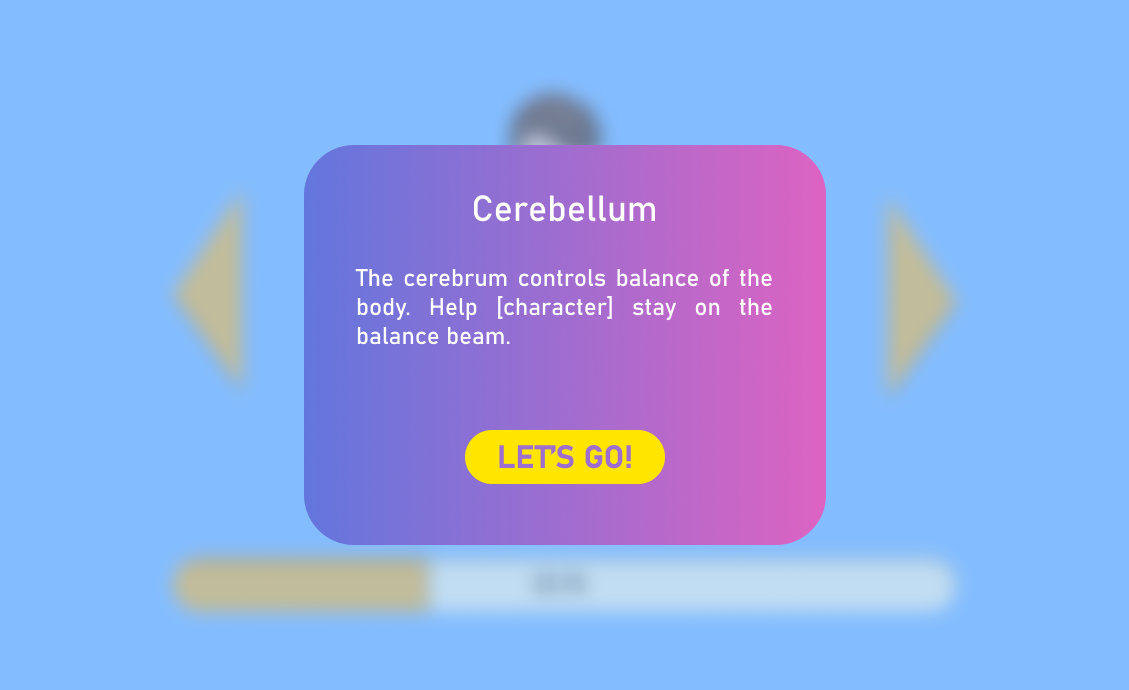 Cerebellum
The cerebrum controls balance of the
body. Help [character] stay on the
balance beam.
LET'S GO!